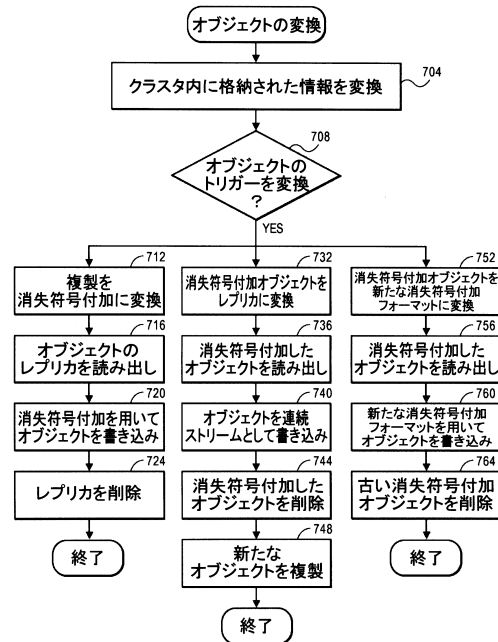 オブジェクトの変換
704
クラスタ内に格納された情報を変換
708
オブジェクトの
トリガーを変換
?
YES
712
複製を
消失符号付加に変換
716
オブジェクトの
レプリカを読み出し
720
消失符号付加を用いて
オブジェクトを書き込み
724
レプリカを削除
終了
732
消失符号付加オブジェクトを
レプリカに変換
736
消失符号付加した
オブジェクトを読み出し
740
オブジェクトを連続
ストリームとして書き込み
744
消失符号付加した
オブジェクトを削除
748
新たな
オブジェクトを複製
終了
752
消失符号付加オブジェクトを
新たな消失符号付加
フォーマットに変換
756
消失符号付加した
オブジェクトを読み出し
760
新たな消失符号付加
フォーマットを用いて
オブジェクトを書き込み
764
古い消失符号付加
オブジェクトを削除
終了